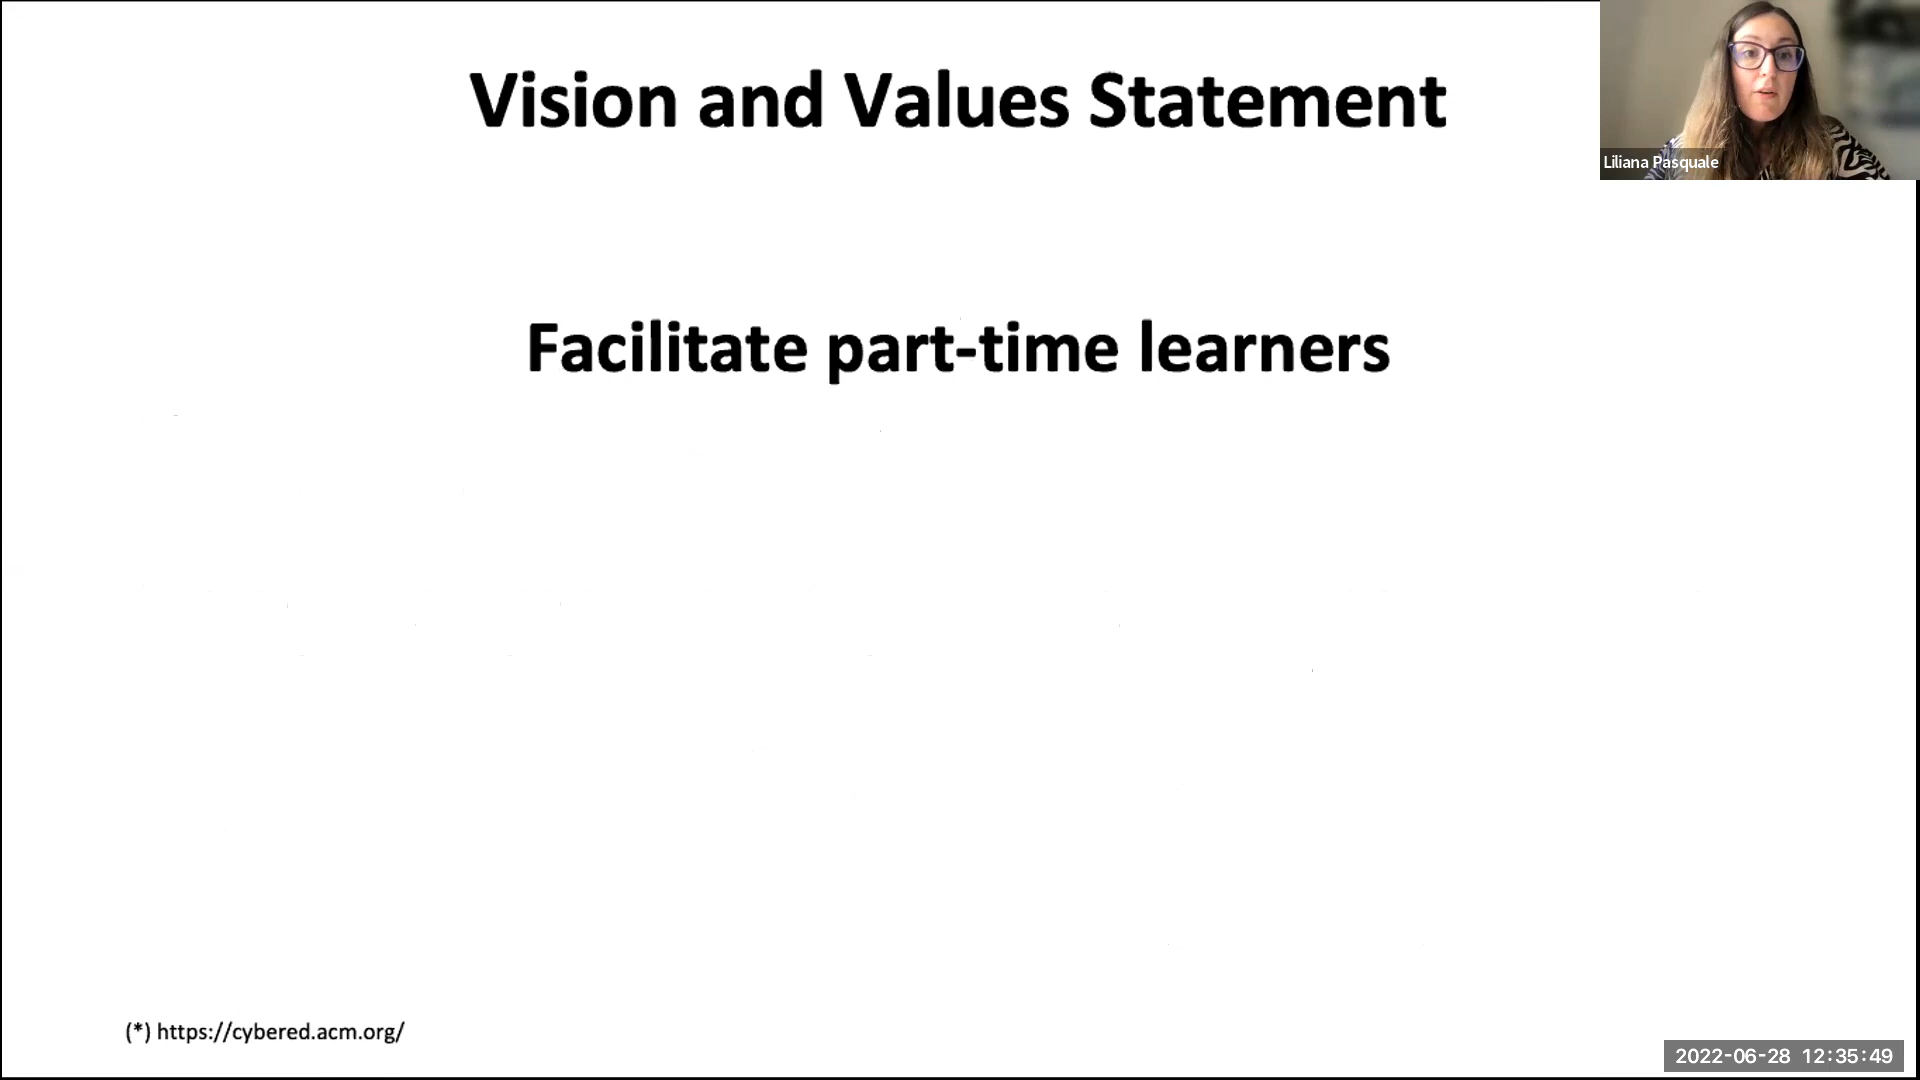 Vision and Values Statement
Liliana Pasquale
Facilitate part-time learners
(*) https://cybered.acm.org/
2022-06-28 12:35:49